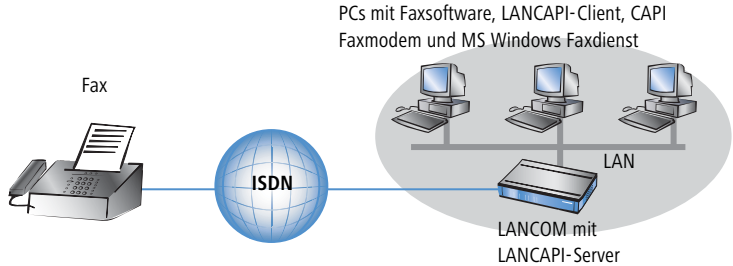 PCs mit Faxsoftware, LANCAPI-Client, CAPI
Faxmodem und MS Windows Faxdienst
Fax
ISDN
LAN
LANCOM mit
LANCAPI-Server